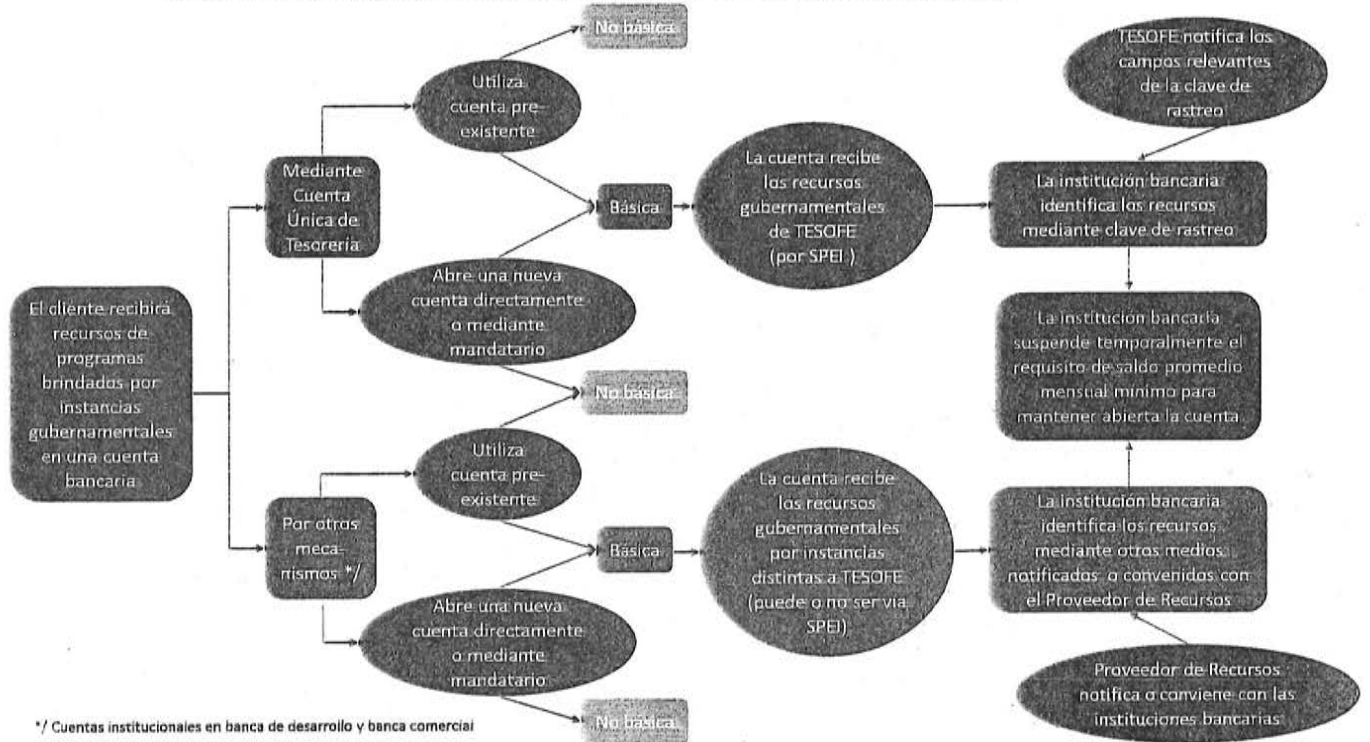 No básica
Utiliza
cuenta pre-
existente
Mediante
Cuenta
Única de
Tesorería
Básica
Abre una nueva
cuenta directamente
o mediante
mandatario
La cuenta recibe
los recursos
gubernamentales
de TESOFE
(por SPEI )
TESOFE notifica los
campos relevantes
de la clave de
rastreo
La institución bancaria
identifica los recursos
mediante clave de rastreo
El cliente recibirá
recursos de
programas
brindados por
instancias
gubernamentales
en una cuenta
bancaria
La institución bancaria
suspende temporalmente el
requisito de saldo promedio
mensual mínimo para
mantener abierta la cuenta
No básica
Utiliza
cuenta pre-
existente
Por otros
meca-
nismos */
Básica
Abre una nueva
cuenta directamente
o mediante
mandatario
La cuenta recibe
los recursos
gubernamentales
por instancias
distintas a TESOFE
(puede o no ser vía
SPEI)
La institución bancaria
identifica los recursos
mediante otros medios
notificados o convenidos con
el Proveedor de Recursos
Proveedor de Recursos
notifica o conviene con las
instituciones bancarias
No básica
*/ Cuentas institucionales en banca de desarrollo y banca comercial